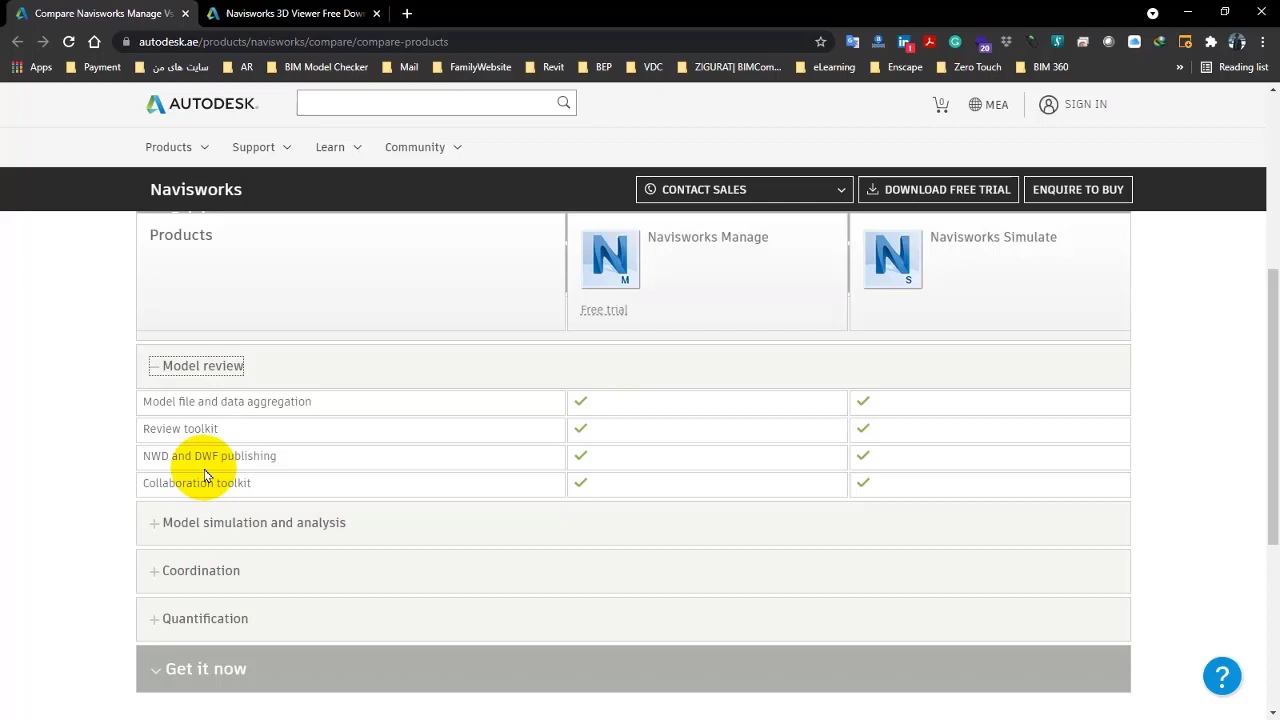 Compare Navisworks Manage Vs
Navisworks 3D Viewer Free Dow
autodesk.ae/products/navisworks/compare/compare-products
1
20
Apps
Payment
سایت های من
AR
BIM Model Checker
Mail
FamilyWebsite
Revit
BEP
VDC
ZIGURAT| BIMCom...
eLearning
Enscape
Zero Touch
BIM 360
»
Reading list
AUTODESK.
0
MEA
SIGN IN
Products
Support
Learn
Community
Navisworks
CONTACT SALES
DOWNLOAD FREE TRIAL
ENQUIRE TO BUY
Products
Navisworks Manage
Navisworks Simulate
N
M
N
S
Free trial
Model review
Model file and data aggregation
Review toolkit
NWD and DWF publishing
Collaboration toolkit
Model simulation and analysis
Coordination
Quantification
Get it now
?